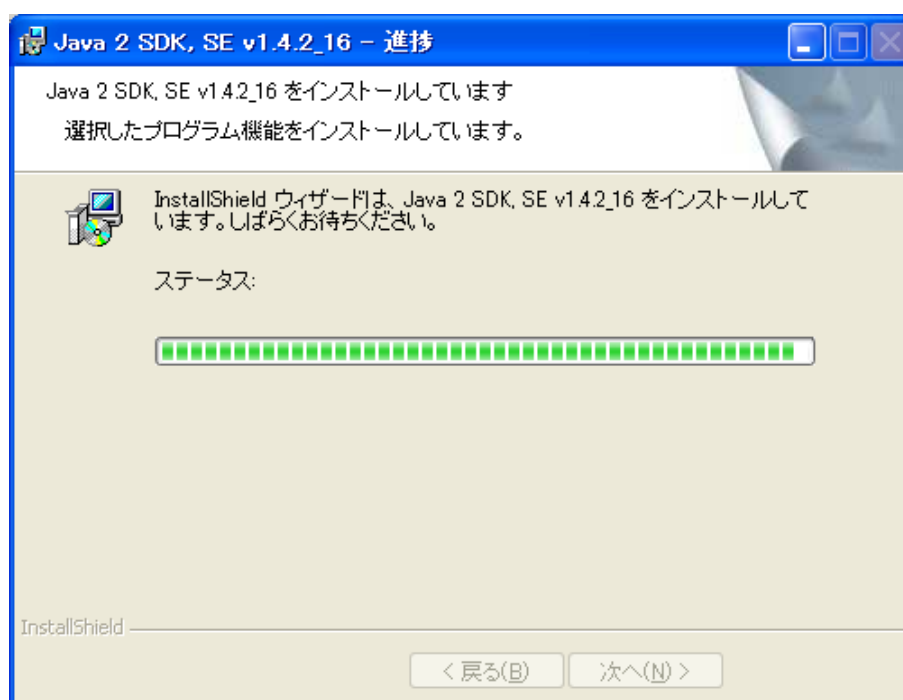 Java 2 SDK, SE v1.4.2_16 - 進捗
Java 2 SDK, SE v1.4.2_16 をインストールしています
選択したプログラム機能をインストールしています。
InstallShield ウィザードは、Java 2 SDK, SE v1.4.2_16 をインストールして
います。しばらくお待ちください。
ステータス:
InstallShield
< 戻る(B) 次へ(N) >